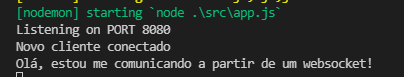 [nodemon] starting `node .\src\app.js`
Listening on PORT 8080
Novo cliente conectado
Olá, estou me comunicando a partir de um websocket!